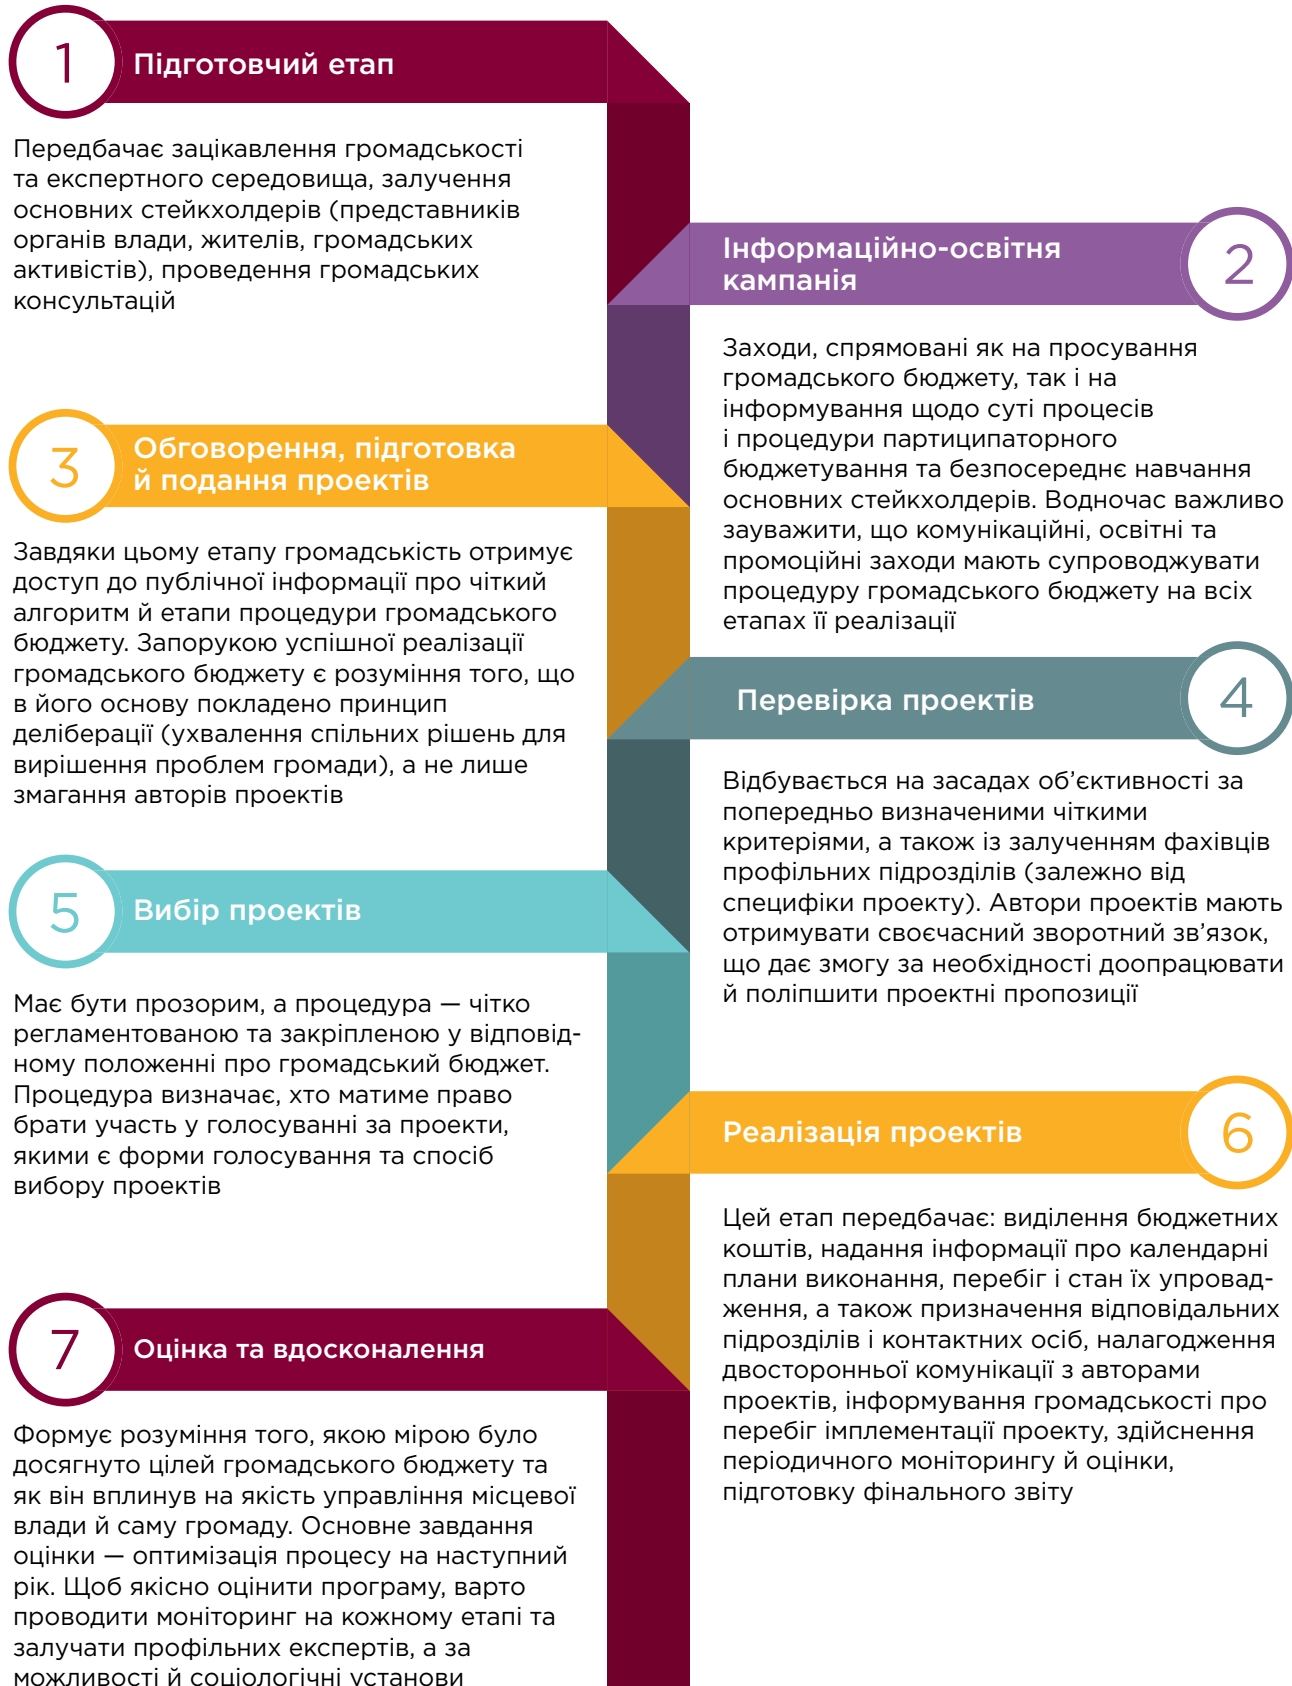 1
Підготовчий етап
Передбачає зацікавлення громадськості
та експертного середовища, залучення
основних стейкхолдерів (представників
органів влади, жителів, громадських
активістів), проведення громадських
консультацій
2
Інформаційно-освітня
кампанія
Заходи, спрямовані як на просування
громадського бюджету, так і на
інформування щодо суті процесів
і процедури партиципаторного
бюджетування та безпосереднє навчання
основних стейкхолдерів. Водночас важливо
зауважити, що комунікаційні, освітні та
промоційні заходи мають супроводжувати
процедуру громадського бюджету на всіх
етапах її реалізації
3
Обговорення, підготовка
й подання проектів
Завдяки цьому етапу громадськість отримує
доступ до публічної інформації про чіткий
алгоритм й етапи процедури громадського
бюджету. Запорукою успішної реалізації
громадського бюджету є розуміння того, що
в його основу покладено принцип
деліберації (ухвалення спільних рішень для
вирішення проблем громади), а не лише
змагання авторів проектів
4
Перевірка проектів
Відбувається на засадах об’єктивності за
попередньо визначеними чіткими
критеріями, а також із залученням фахівців
профільних підрозділів (залежно від
специфіки проекту). Автори проектів мають
отримувати своєчасний зворотний зв’язок,
що дає змогу за необхідності доопрацювати
й поліпшити проектні пропозиції
5
Вибір проектів
Має бути прозорим, а процедура — чітко
регламентованою та закріпленою у відповід-
ному положенні про громадський бюджет.
Процедура визначає, хто матиме право
брати участь у голосуванні за проекти,
якими є форми голосування та спосіб
вибору проектів
6
Реалізація проектів
Цей етап передбачає: виділення бюджетних
коштів, надання інформації про календарні
плани виконання, перебіг і стан їх упровад-
ження, а також призначення відповідальних
підрозділів і контактних осіб, налагодження
двосторонньої комунікації з авторами
проектів, інформування громадськості про
перебіг імплементації проекту, здійснення
періодичного моніторингу й оцінки,
підготовку фінального звіту
7
Оцінка та вдосконалення
Формує розуміння того, якою мірою було
досягнуто цілей громадського бюджету та
як він вплинув на якість управління місцевої
влади й саму громаду. Основне завдання
оцінки — оптимізація процесу на наступний
рік. Щоб якісно оцінити програму, варто
проводити моніторинг на кожному етапі та
залучати профільних експертів, а за
можливості й соціологічні установи